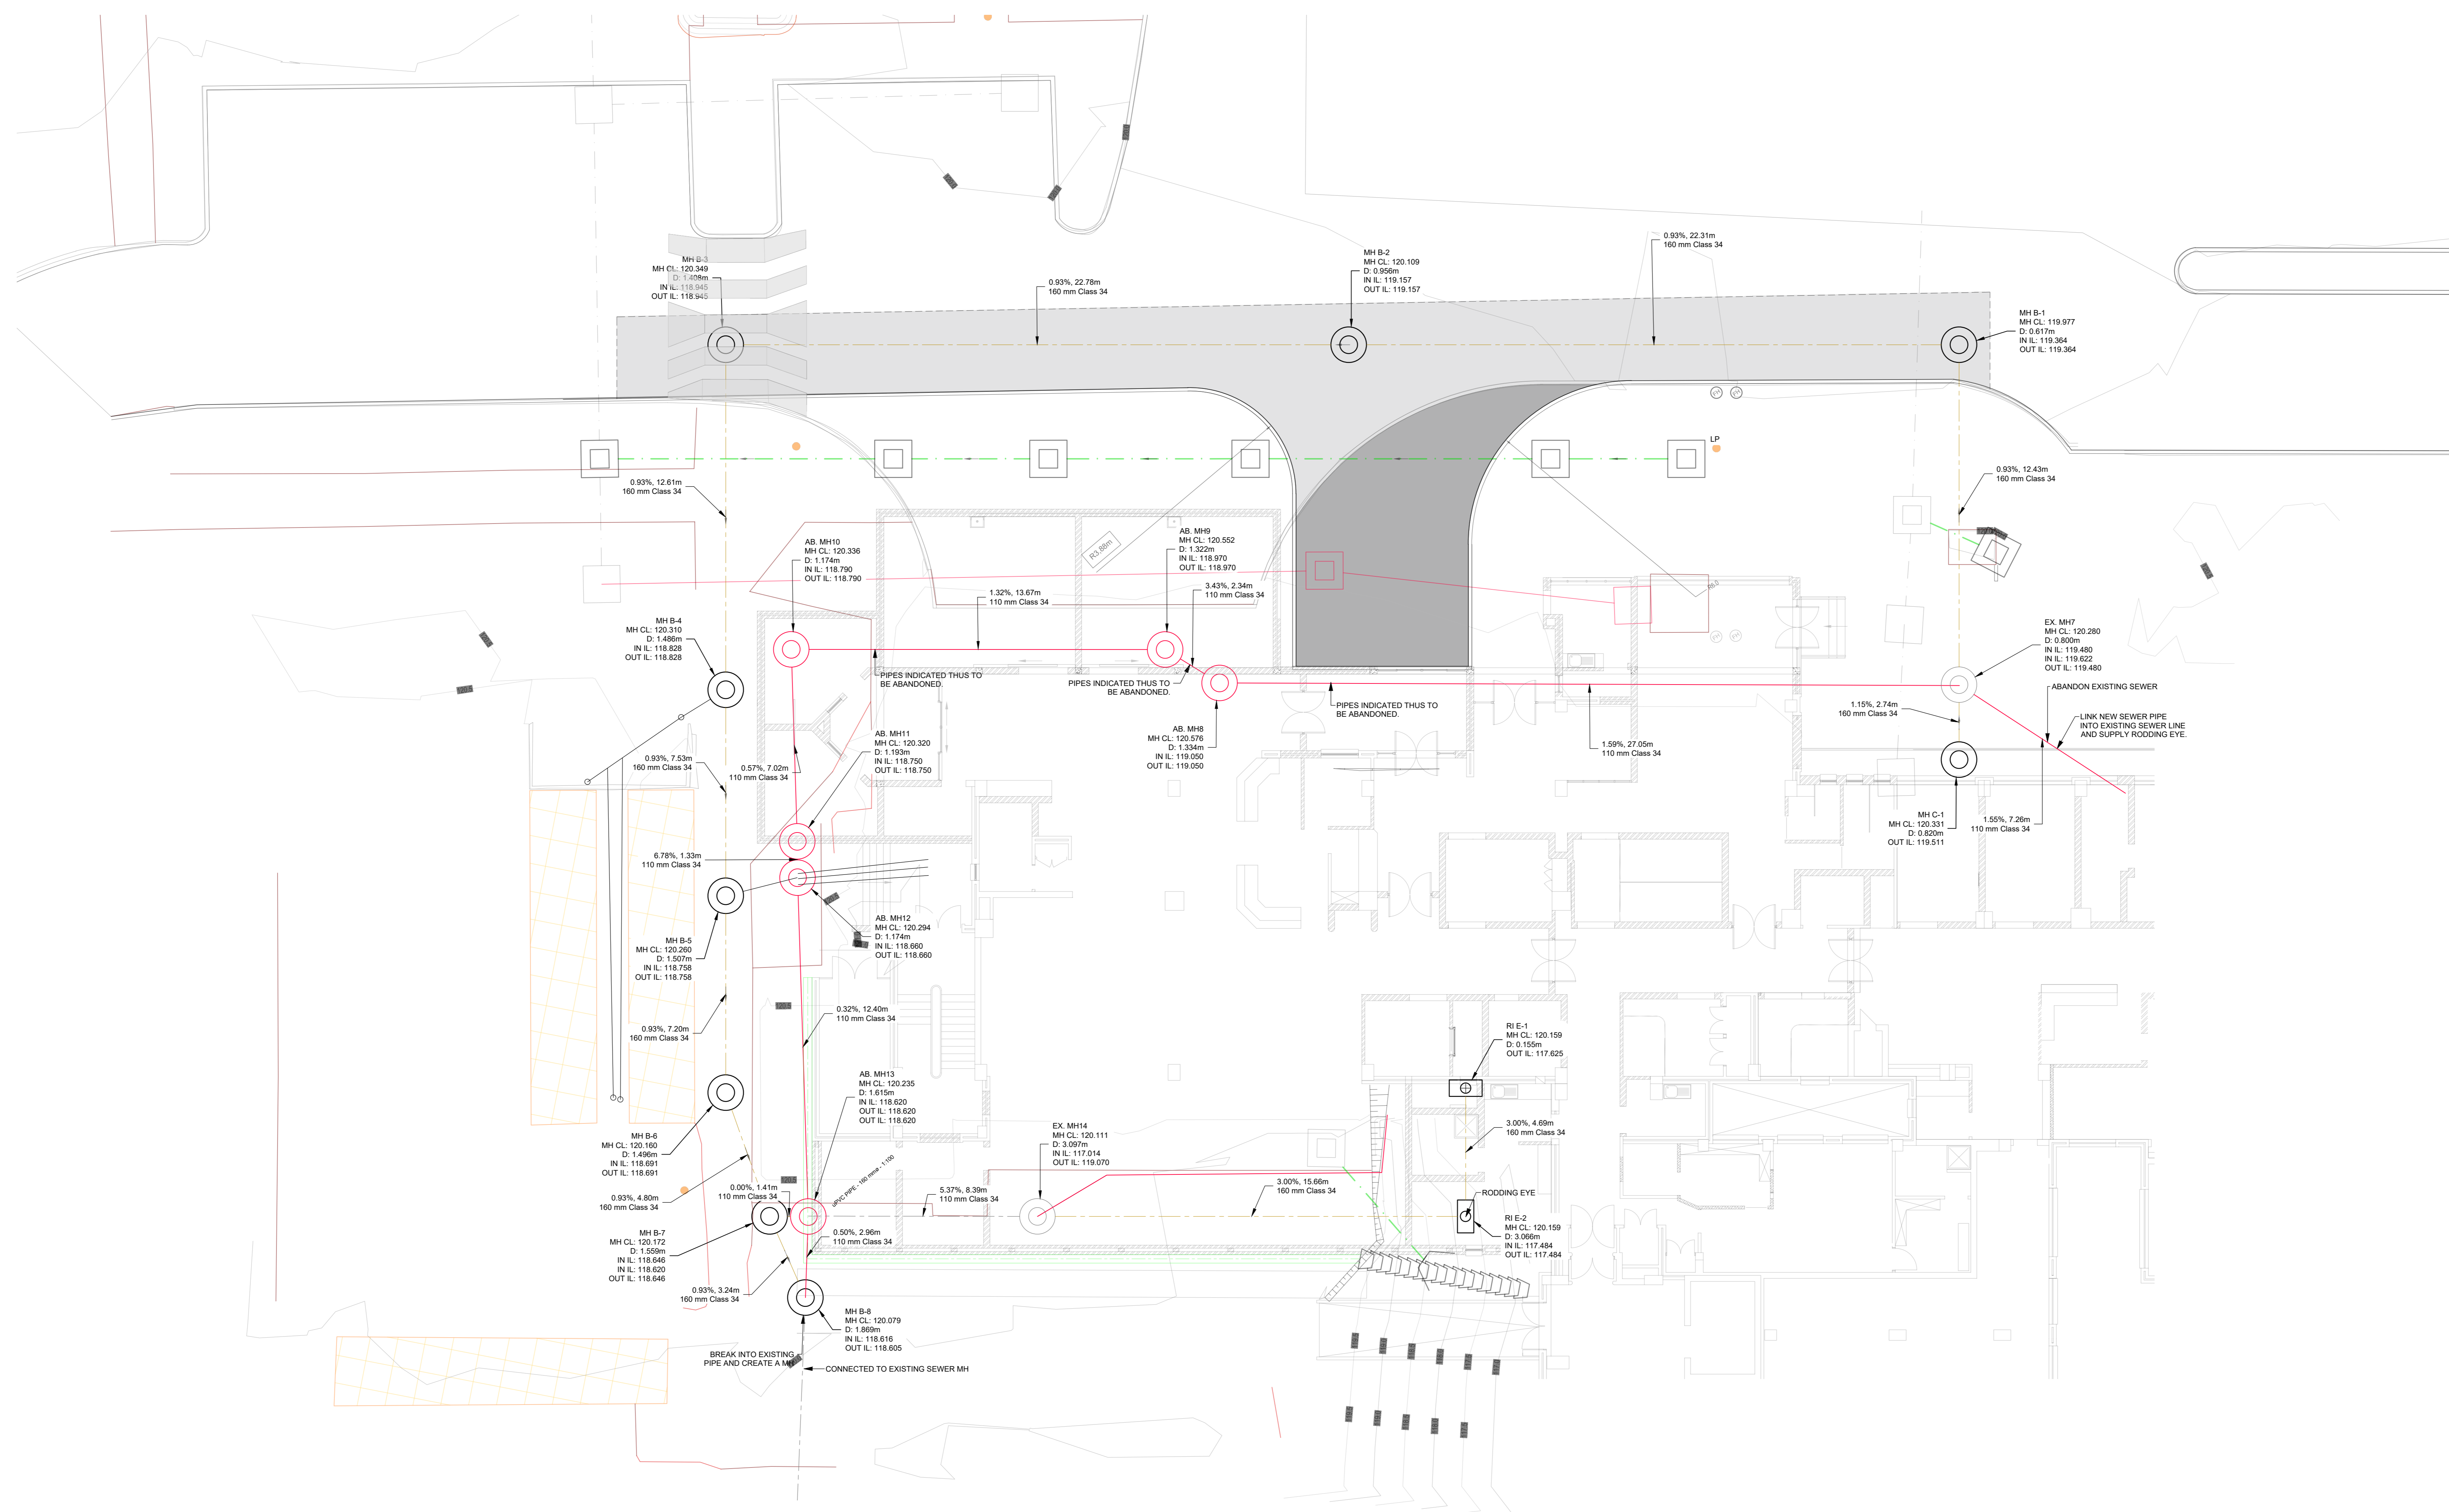 0.93%, 22.31m
160 mm Class 34
MH B-3
MH CL: 120.349
D: 1.408m
IN IL: 118.945
OUT IL: 118.945
0.93%, 22.78m
160 mm Class 34
MH B-2
MH CL: 120.109
D: 0.956m
IN IL: 119.157
OUT IL: 119.157
MH B-1
MH CL: 119.977
D: 0.617m
IN IL: 119.364
OUT IL: 119.364
LP
0.93%, 12.61m
160 mm Class 34
0.93%, 12.43m
160 mm Class 34
AB. MH10
MH CL: 120.336
D: 1.174m
IN IL: 118.790
OUT IL: 118.790
R3,88m
AB. MH9
MH CL: 120.552
D: 1.322m
IN IL: 118.970
OUT IL: 118.970
1.32%, 13.67m
110 mm Class 34
3.43%, 2.34m
110 mm Class 34
MH B-4
MH CL: 120.310
D: 1.486m
IN IL: 118.828
OUT IL: 118.828
EX. MH7
MH CL: 120.280
D: 0.800m
IN IL: 119.480
IN IL: 119.622
OUT IL: 119.480
PIPES INDICATED THUS TO
BE ABANDONED.
PIPES INDICATED THUS TO
BE ABANDONED.
PIPES INDICATED THUS TO
BE ABANDONED.
ABANDON EXISTING SEWER
LINK NEW SEWER PIPE
INTO EXISTING SEWER LINE
AND SUPPLY RODDING EYE.
1.15%, 2.74m
160 mm Class 34
AB. MH11
MH CL: 120.320
D: 1.193m
IN IL: 118.750
OUT IL: 118.750
AB. MH8
MH CL: 120.576
D: 1.334m
IN IL: 119.050
OUT IL: 119.050
1.59%, 27.05m
110 mm Class 34
0.93%, 7.53m
160 mm Class 34
0.57%, 7.02m
110 mm Class 34
MH C-1
MH CL: 120.331
D: 0.820m
OUT IL: 119.511
1.55%, 7.26m
110 mm Class 34
6.78%, 1.33m
110 mm Class 34
AB. MH12
MH CL: 120.294
D: 1.174m
IN IL: 118.660
OUT IL: 118.660
MH B-5
MH CL: 120.260
D: 1.507m
IN IL: 118.758
OUT IL: 118.758
120.5
0.32%, 12.40m
110 mm Class 34
0.93%, 7.20m
160 mm Class 34
RI E-1
MH CL: 120.159
D: 0.155m
OUT IL: 117.625
AB. MH13
MH CL: 120.235
D: 1.615m
IN IL: 118.620
OUT IL: 118.620
OUT IL: 118.620
EX. MH14
MH CL: 120.111
D: 3.097m
IN IL: 117.014
OUT IL: 119.070
3.00%, 4.69m
160 mm Class 34
MH B-6
MH CL: 120.160
D: 1.496m
IN IL: 118.691
OUT IL: 118.691
uPVC PIPE - 160 mmø - 1:100
120.5
0.93%, 4.80m
160 mm Class 34
0.00%, 1.41m
110 mm Class 34
5.37%, 8.39m
110 mm Class 34
3.00%, 15.66m
160 mm Class 34
RODDING EYE
RI E-2
MH CL: 120.159
D: 3.066m
IN IL: 117.484
OUT IL: 117.484
MH B-7
MH CL: 120.172
D: 1.559m
IN IL: 118.646
IN IL: 118.620
OUT IL: 118.646
0.50%, 2.96m
110 mm Class 34
0.93%, 3.24m
160 mm Class 34
MH B-8
MH CL: 120.079
D: 1.869m
IN IL: 118.616
OUT IL: 118.605
BREAK INTO EXISTING
PIPE AND CREATE A MH
CONNECTED TO EXISTING SEWER MH